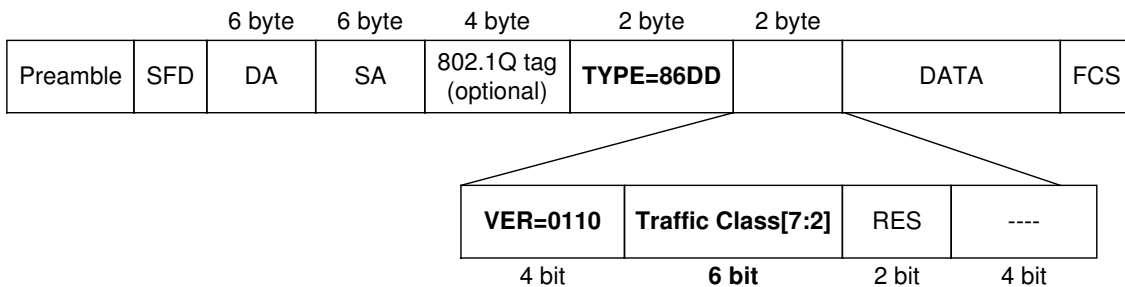 6 byte 6 byte 4 byte 2 byte 2 byte
Preamble SFD DA SA 802.1Q tag (optional) TYPE=86DD DATA FCS
VER=0110 Traffic Class[7:2] RES ----
4 bit 6 bit 2 bit 4 bit